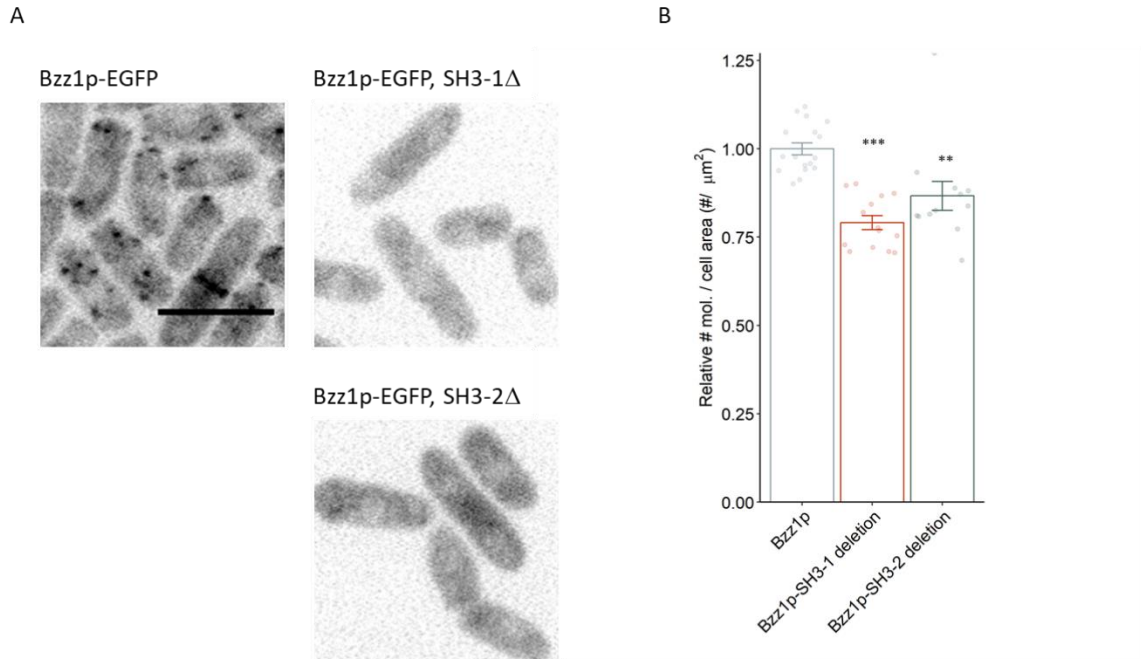 A
B
Bzz1p-EGFP
Bzz1p-EGFP, SH3-1Δ
Bzz1p-EGFP, SH3-2Δ
Relative # mol. / cell area (#/ μm²)
1.25
1.00
0.75
0.50
0.25
0.00
***
**
Bzz1p
Bzz1p-SH3-1 deletion
Bzz1p-SH3-2 deletion